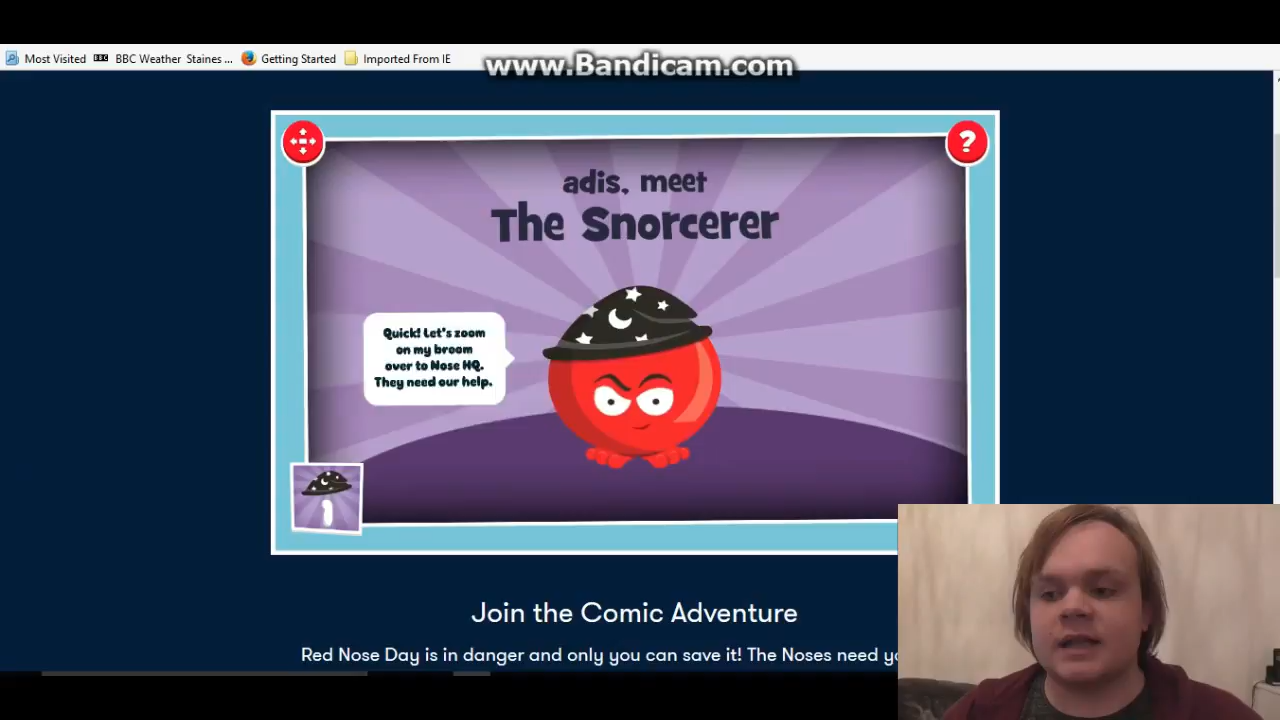 www.Bandicam.com
Most Visited BBC BBC Weather Staines ... Getting Started Imported From IE
?
adis, meet
The Snorcerer
Quick! Let's zoom
on my broom
over to Nose HQ.
They need our help.
1
Join the Comic Adventure
Red Nose Day is in danger and only you can save it! The Noses need